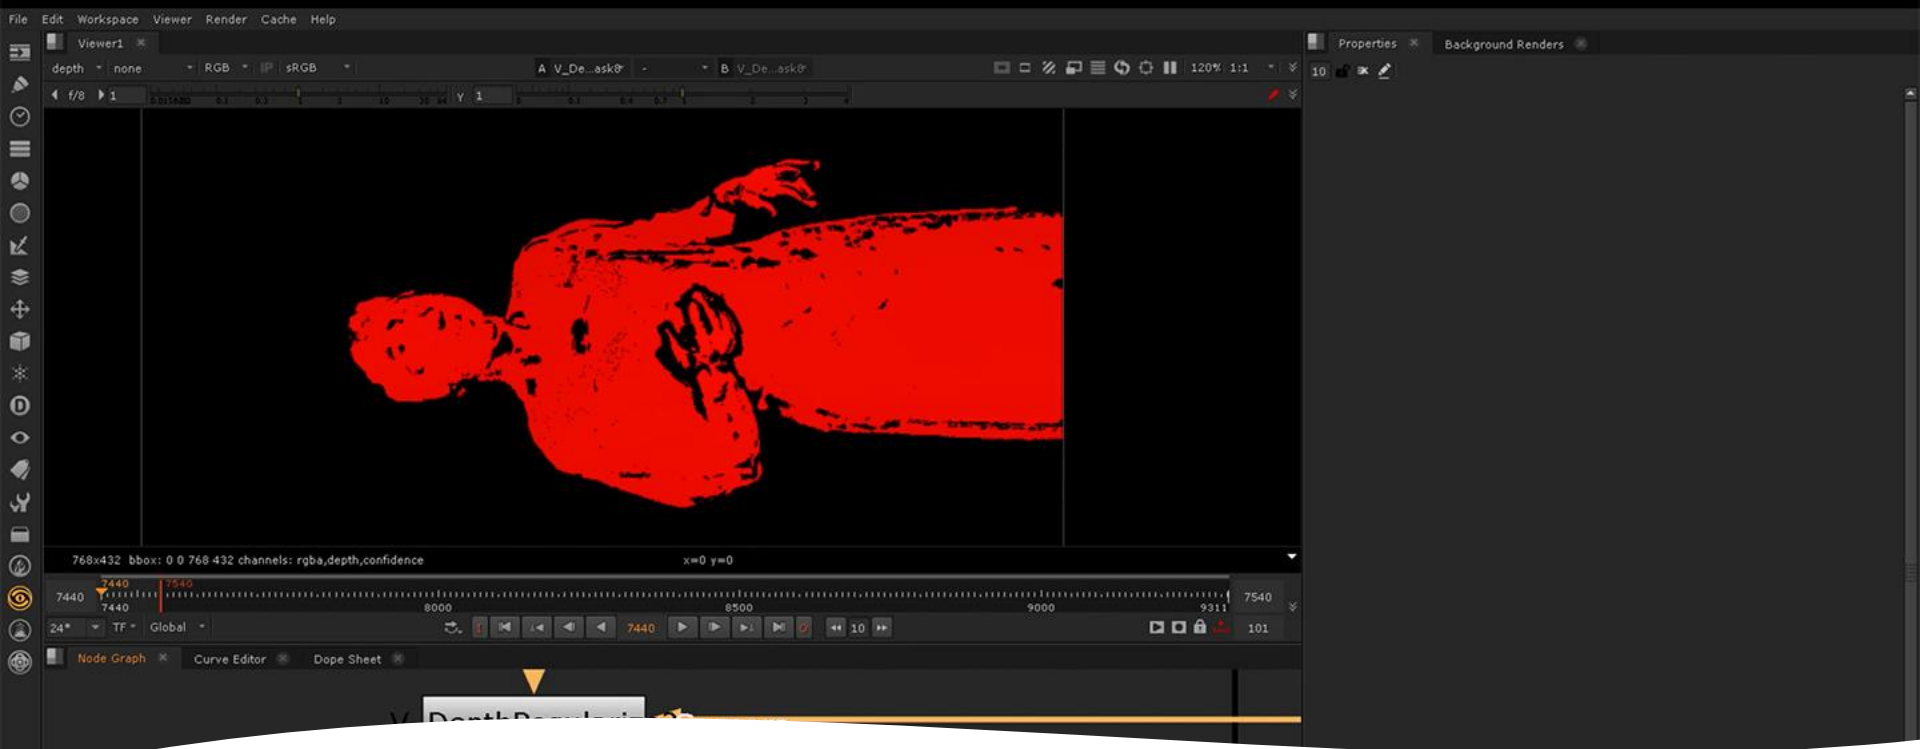 File Edit Workspace Viewer Render Cache Help
Viewer1
Properties Background Renders
depth none RGB IP sRGB A V_De...ask8 - B V_De...ask8 120% 1:1
10
f/8 1 Y 1
768x432 bbox: 0 0 768 432 channels: rgba,depth,confidence x=0 y=0
7440 7540
7440 7540
7440 8000 8500 9000 9311
24* TF Global 7440 10 101
Node Graph Curve Editor Dope Sheet